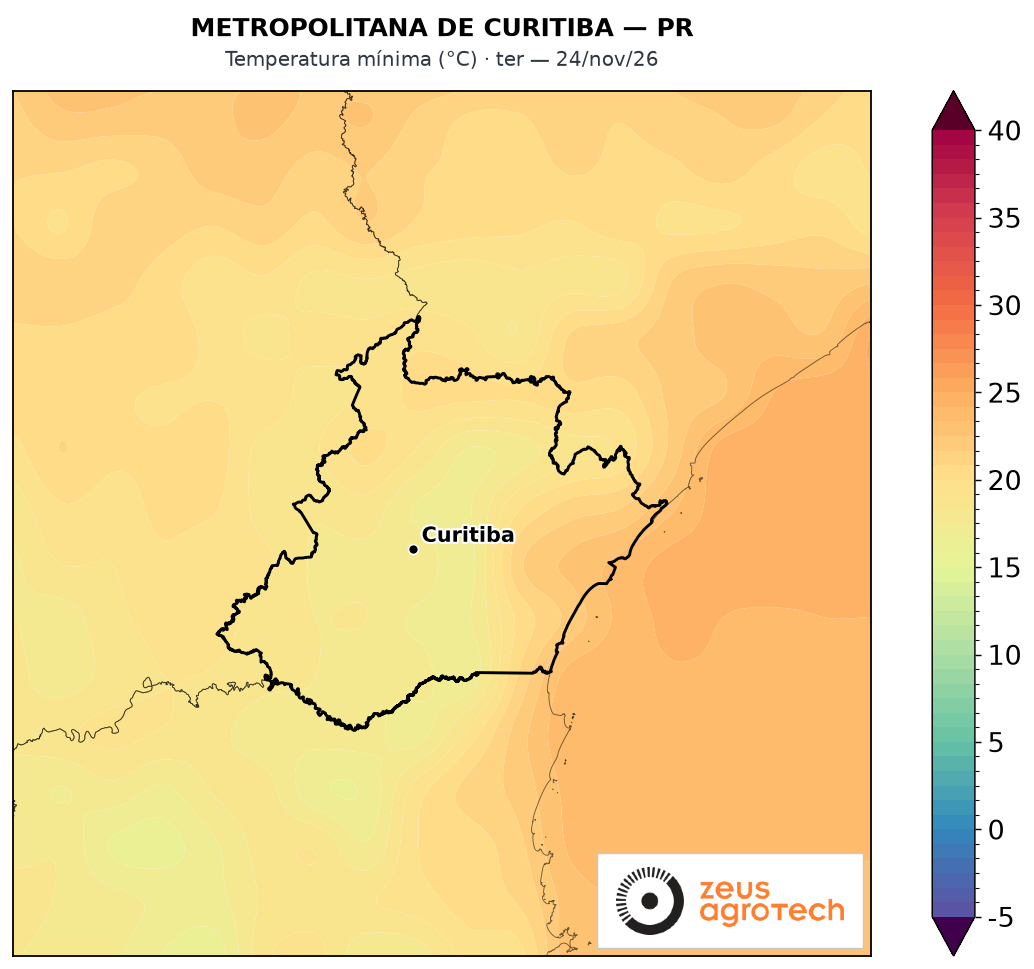 METROPOLITANA DE CURITIBA — PR
Temperatura mínima (°C) · ter — 24/nov/26
Curitiba
40
35
30
25
20
15
10
5
0
-5
zeus
agrotech